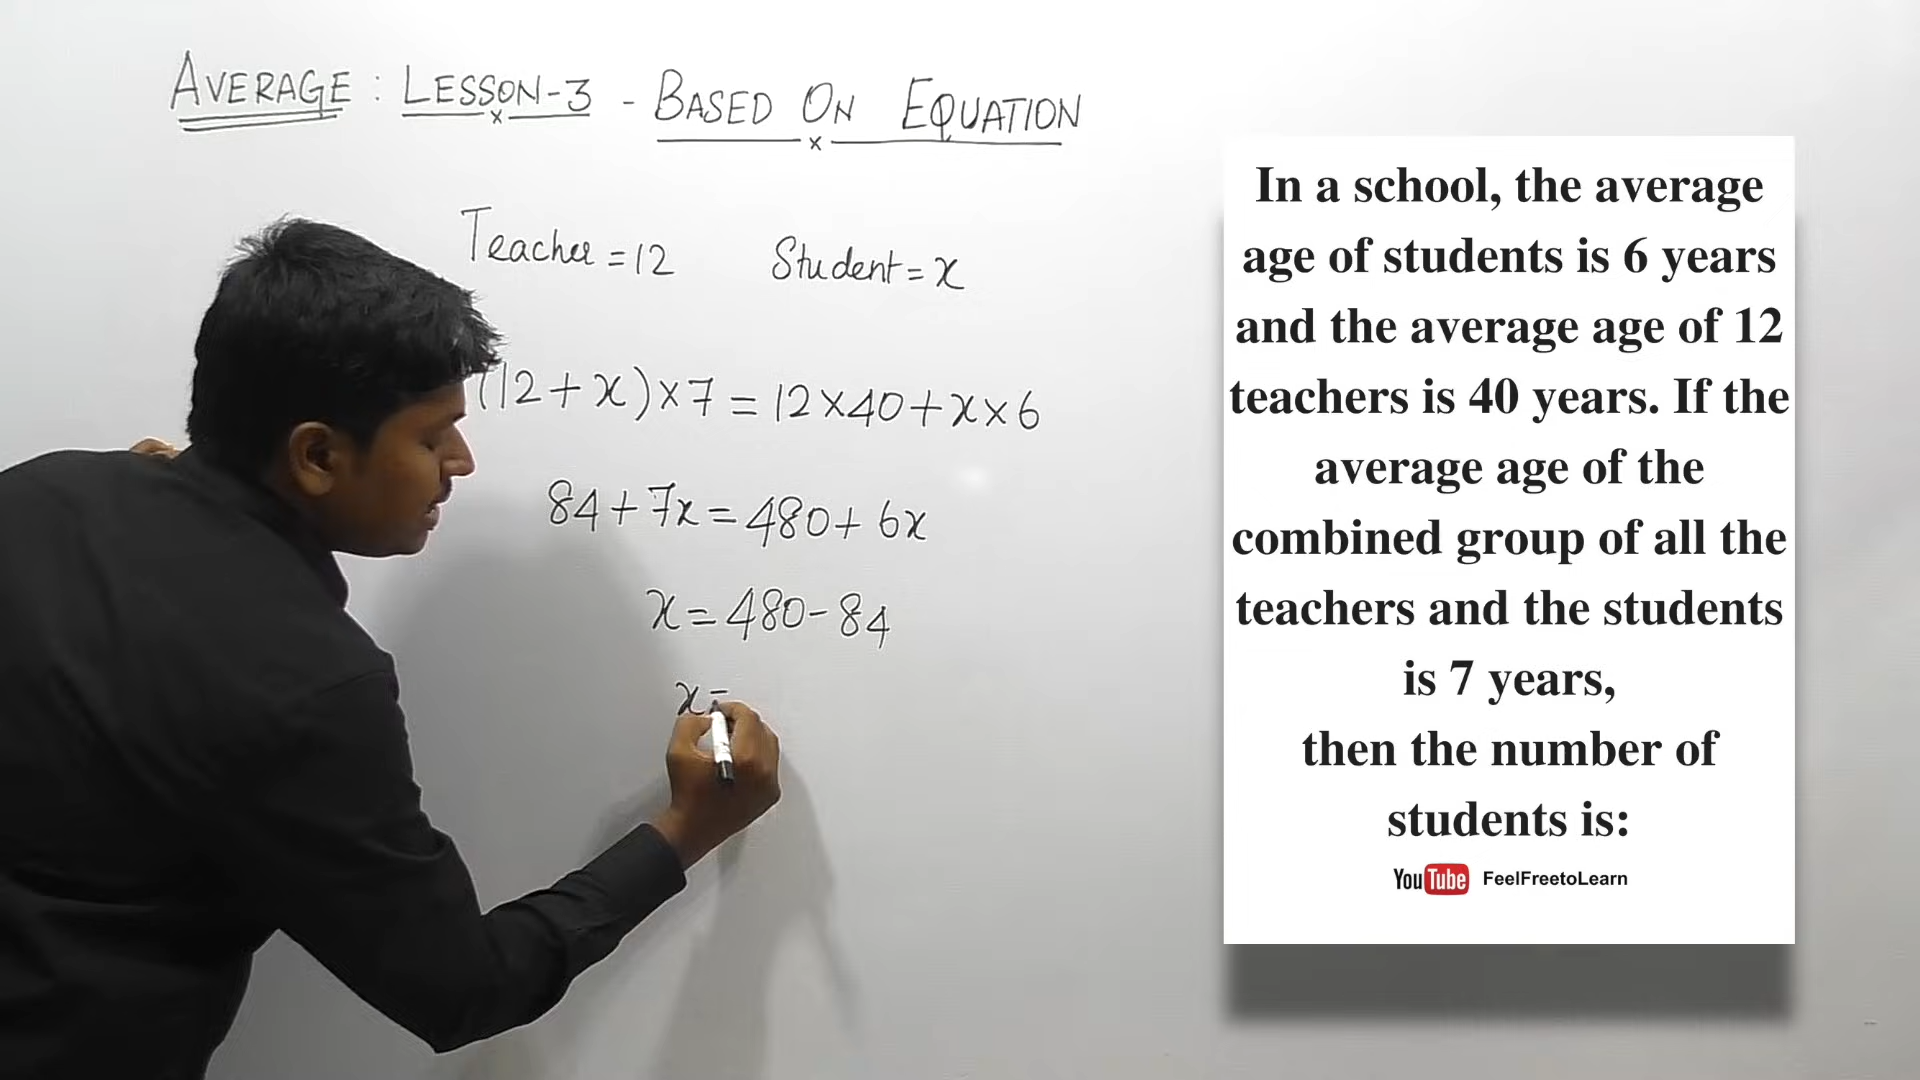 AVERAGE : LESSON-3 - BASED ON EQUATION
Teacher = 12 Student = x
(12 + x) × 7 = 12 × 40 + x × 6
84 + 7x = 480 + 6x
x = 480 - 84
x =
In a school, the average
age of students is 6 years
and the average age of 12
teachers is 40 years. If the
average age of the
combined group of all the
teachers and the students
is 7 years,
then the number of
students is:
YouTube FeelFreetoLearn